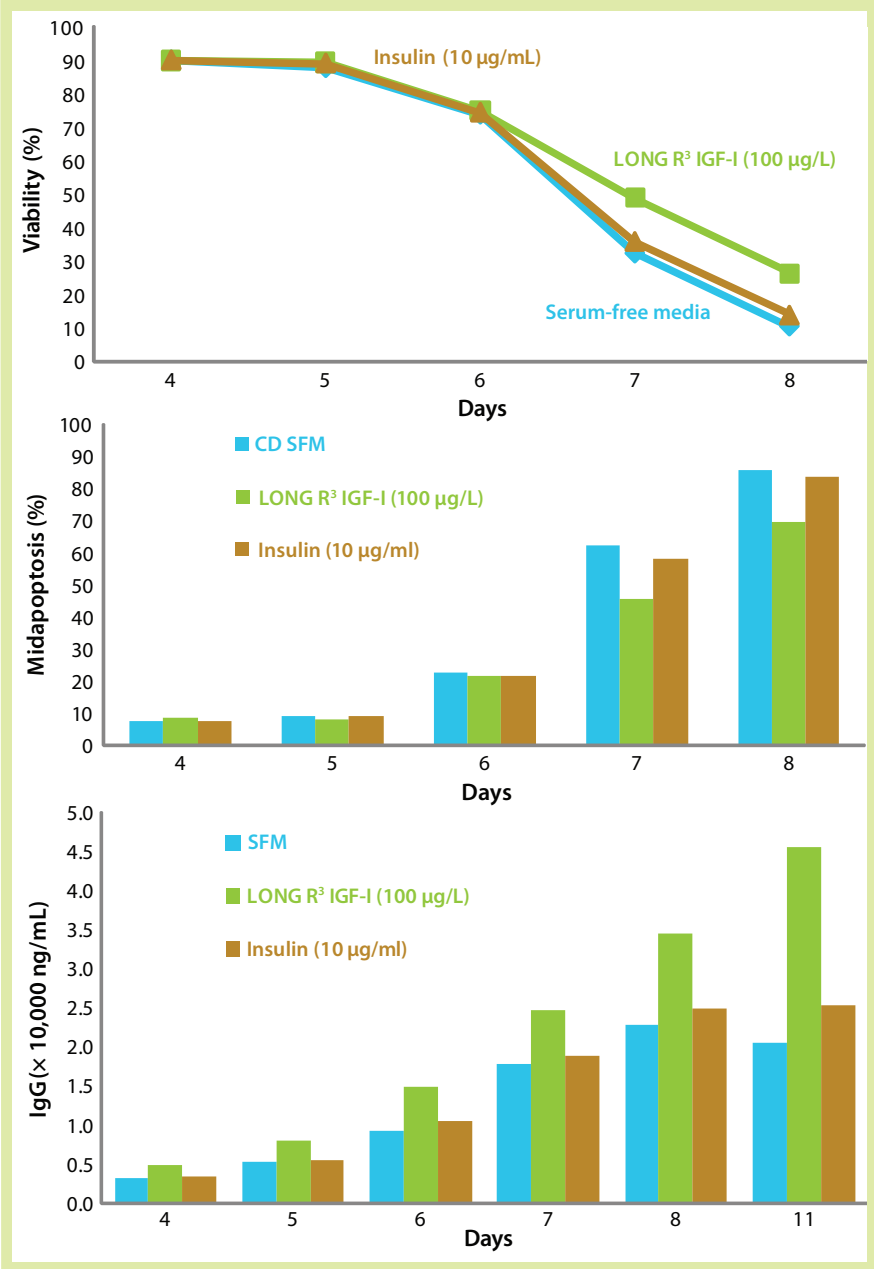 100
90
80
70
60
50
40
30
20
10
0
Viability (%)
Insulin (10 µg/mL)
LONG R³ IGF-I (100 µg/L)
Serum-free media
4 5 6 7 8
Days
100
90
80
70
60
50
40
30
20
10
0
Midapoptosis (%)
CD SFM
LONG R³ IGF-I (100 µg/L)
Insulin (10 µg/ml)
4 5 6 7 8
Days
5.0
4.5
4.0
3.5
3.0
2.5
2.0
1.5
1.0
0.5
0.0
IgG(× 10,000 ng/mL)
SFM
LONG R³ IGF-I (100 µg/L)
Insulin (10 µg/ml)
4 5 6 7 8 11
Days